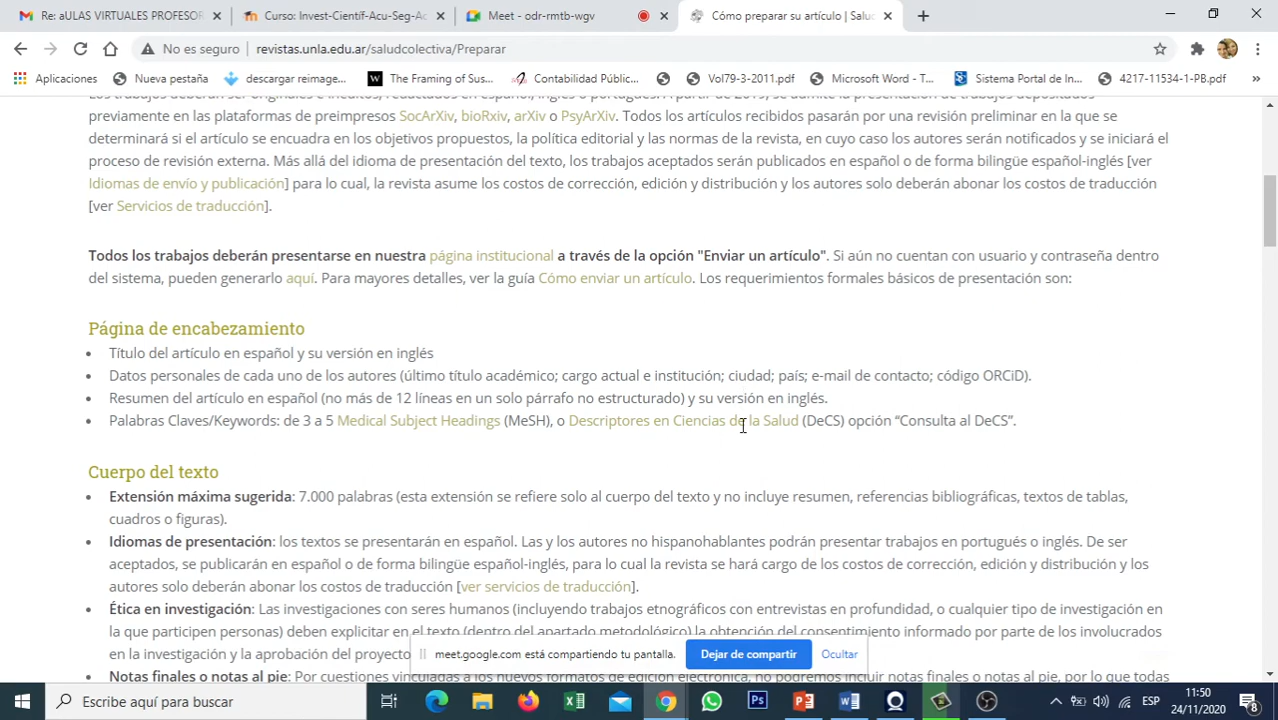 Re: AULAS VIRTUALES PROFESOR
Curso: Invest-Científ-Acu-Seg-Ac
Meet - odr-rmtb-wgv
Cómo preparar su artículo | Salud
No es seguro
revistas.unla.edu.ar/saludcolectiva/Preparar
Aplicaciones
Nueva pestaña
descargar reimage...
The Framing of Sus...
Contabilidad Públic...
Vol79-3-2011.pdf
Microsoft Word - T...
Sistema Portal de In...
4217-11534-1-PB.pdf
»
Los trabajos deberán ser originales e inéditos, redactados en español, inglés o portugués. A partir de 2019, se admite la presentación de trabajos depositados
previamente en las plataformas de preimpresos SocArXiv, bioRxiv, arXiv o PsyArXiv. Todos los artículos recibidos pasarán por una revisión preliminar en la que se
determinará si el artículo se encuadra en los objetivos propuestos, la política editorial y las normas de la revista, en cuyo caso los autores serán notificados y se iniciará el
proceso de revisión externa. Más allá del idioma de presentación del texto, los trabajos aceptados serán publicados en español o de forma bilingüe español-inglés [ver
Idiomas de envío y publicación] para lo cual, la revista asume los costos de corrección, edición y distribución y los autores solo deberán abonar los costos de traducción
[ver Servicios de traducción].
Todos los trabajos deberán presentarse en nuestra página institucional a través de la opción "Enviar un artículo". Si aún no cuentan con usuario y contraseña dentro
del sistema, pueden generarlo aquí. Para mayores detalles, ver la guía Cómo enviar un artículo. Los requerimientos formales básicos de presentación son:
Página de encabezamiento
• Título del artículo en español y su versión en inglés
• Datos personales de cada uno de los autores (último título académico; cargo actual e institución; ciudad; país; e-mail de contacto; código ORCiD).
• Resumen del artículo en español (no más de 12 líneas en un solo párrafo no estructurado) y su versión en inglés.
• Palabras Claves/Keywords: de 3 a 5 Medical Subject Headings (MeSH), o Descriptores en Ciencias de la Salud (DeCS) opción “Consulta al DeCS”.
Cuerpo del texto
• Extensión máxima sugerida: 7.000 palabras (esta extensión se refiere solo al cuerpo del texto y no incluye resumen, referencias bibliográficas, textos de tablas,
cuadros o figuras).
• Idiomas de presentación: los textos se presentarán en español. Las y los autores no hispanohablantes podrán presentar trabajos en portugués o inglés. De ser
aceptados, se publicarán en español o de forma bilingüe español-inglés, para lo cual la revista se hará cargo de los costos de corrección, edición y distribución y los
autores solo deberán abonar los costos de traducción [ver servicios de traducción].
• Ética en investigación: Las investigaciones con seres humanos (incluyendo trabajos etnográficos con entrevistas en profundidad, o cualquier tipo de investigación en
la que participen personas) deben explicitar en el texto (dentro del apartado metodológico) la obtención del consentimiento informado por parte de los involucrados
en la investigación y la aprobación del proyecto
meet.google.com está compartiendo tu pantalla.
Dejar de compartir
Ocultar
• Notas finales o notas al pie: Por cuestiones vinculadas a los nuevos formatos de edición electrónica, no podremos incluir notas finales o notas al pie, por lo que todas
Escribe aquí para buscar
ESP
11:50
24/11/2020
8